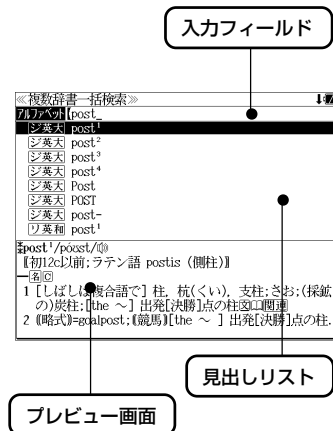 入力フィールド
≪複数辞書一括検索≫
アルファベット(post_
ジ英大 post¹
ジ英大 post²
ジ英大 post³
ジ英大 post⁴
ジ英大 Post
ジ英大 POST
ジ英大 post-
リ英和 post¹
post¹/póʊst/
〖初12c以前;ラテン語 postis (側柱)〗
━名C
1 [しばしば複合語で] 柱, 杭(くい), 支柱;さお;(採鉱
の)炭柱;[the ~] 出発[決勝]点の柱
2 ⦅略式⦆=goalpost;⦅競馬⦆[the ~ ] 出発[決勝]点の柱.
見出しリスト
プレビュー画面